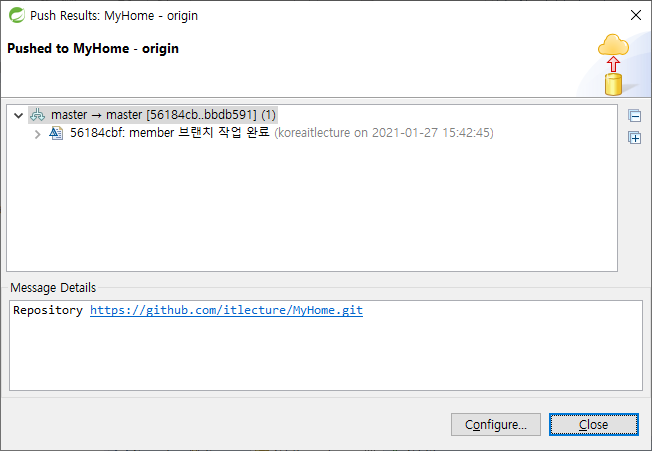 Push Results: MyHome - origin
Pushed to MyHome - origin
master → master [56184cb..bbdb591] (1)
56184cbf: member 브랜치 작업 완료 (koreaitlecture on 2021-01-27 15:42:45)
Message Details
Repository https://github.com/itlecture/MyHome.git
Configure...
Close